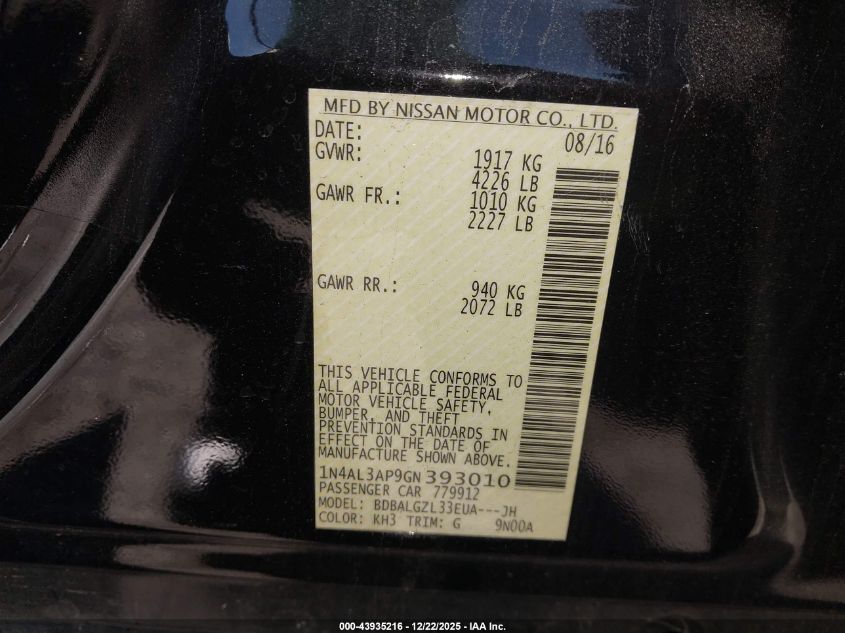 MFD BY NISSAN MOTOR CO., LTD.
DATE: 08/16
GVWR: 1917 KG
4226 LB
GAWR FR.: 1010 KG
2227 LB
GAWR RR.: 940 KG
2072 LB
THIS VEHICLE CONFORMS TO
ALL APPLICABLE FEDERAL
MOTOR VEHICLE SAFETY,
BUMPER, AND THEFT
PREVENTION STANDARDS IN
EFFECT ON THE DATE OF
MANUFACTURE SHOWN ABOVE.
1N4AL3AP9GN393010
PASSENGER CAR 779912
MODEL: BDBALGZL33EUA---JH
COLOR: KH3 TRIM: G 9N00A
000-43935216 - 12/22/2025 - IAA Inc.